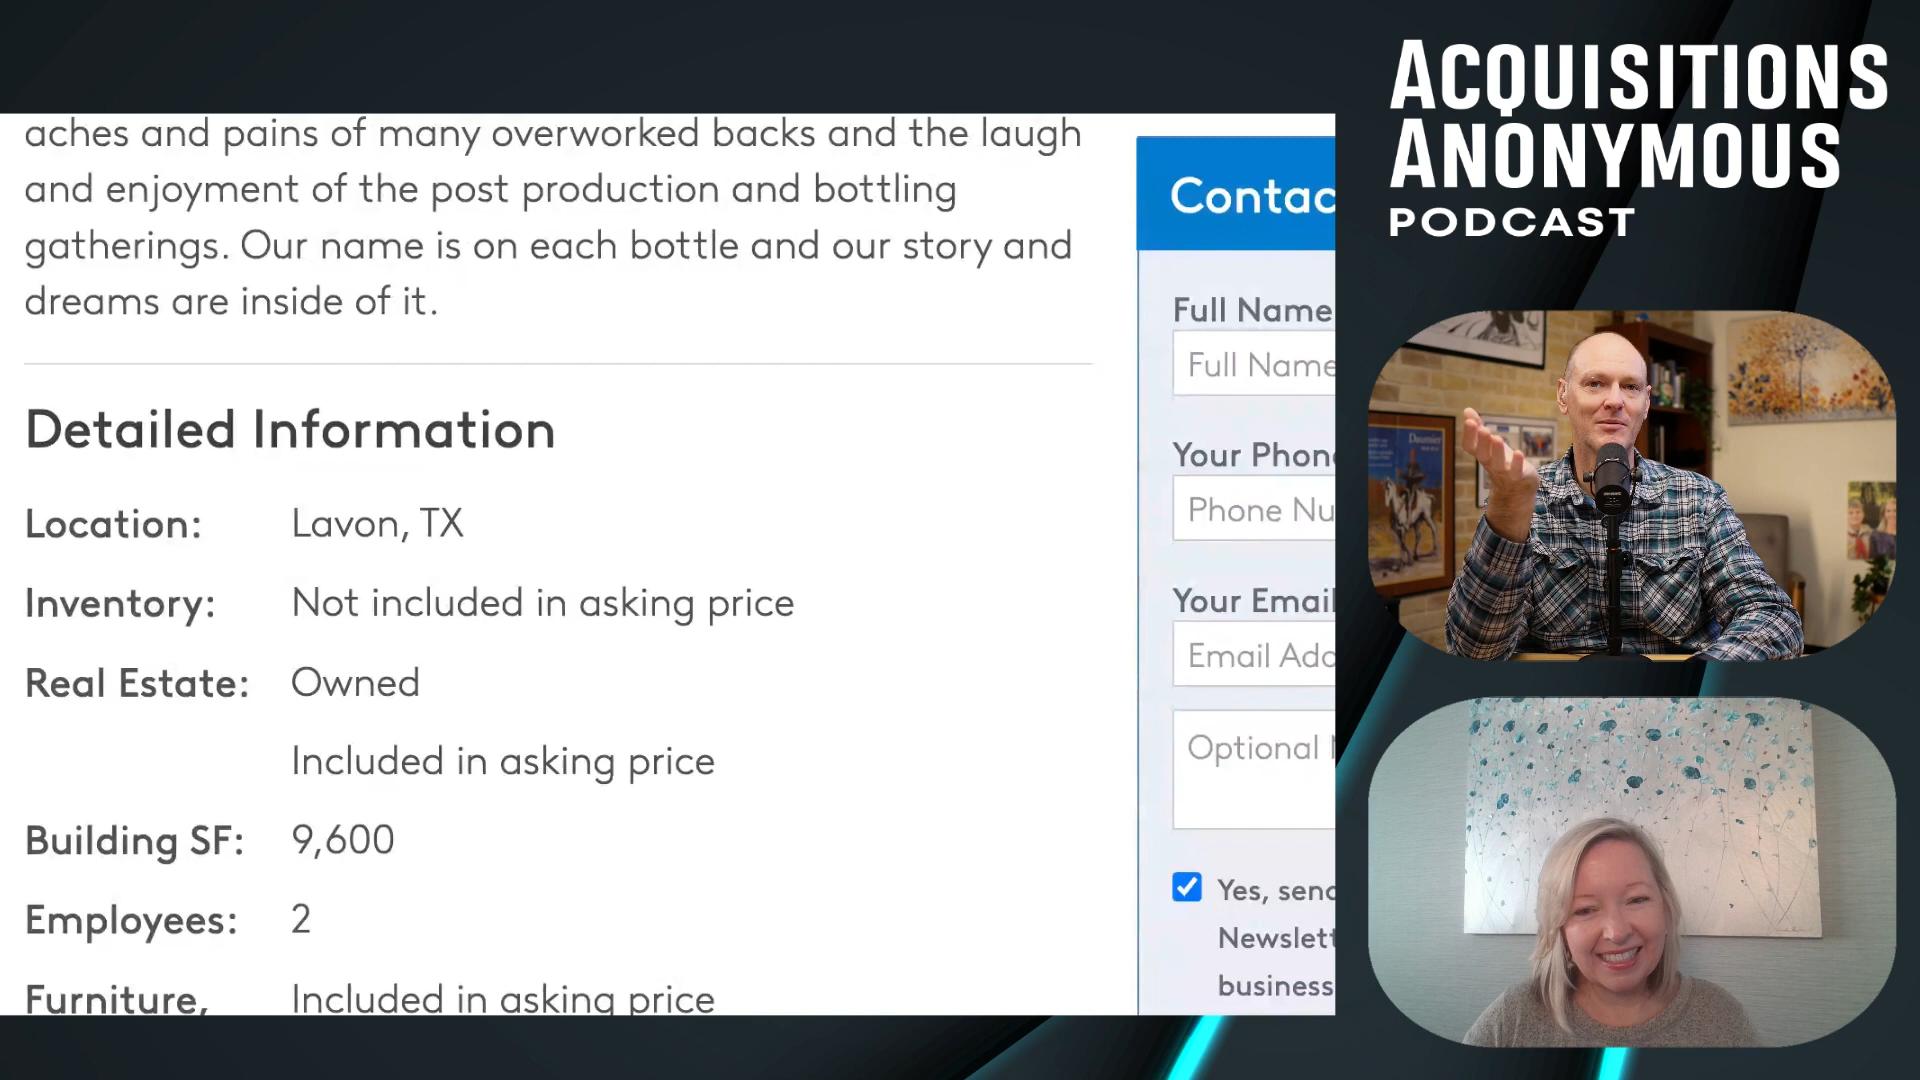 aches and pains of many overworked backs and the laugh
and enjoyment of the post production and bottling
gatherings. Our name is on each bottle and our story and
dreams are inside of it.
Detailed Information
Location: Lavon, TX
Inventory: Not included in asking price
Real Estate: Owned
Included in asking price
Building SF: 9,600
Employees: 2
Furniture, Included in asking price
Contac
Full Name
Full Name
Your Phon
Phone Nu
Your Email
Email Add
Optional
Yes, send
Newslett
business
ACQUISITIONS
ANONYMOUS
PODCAST
Daumier